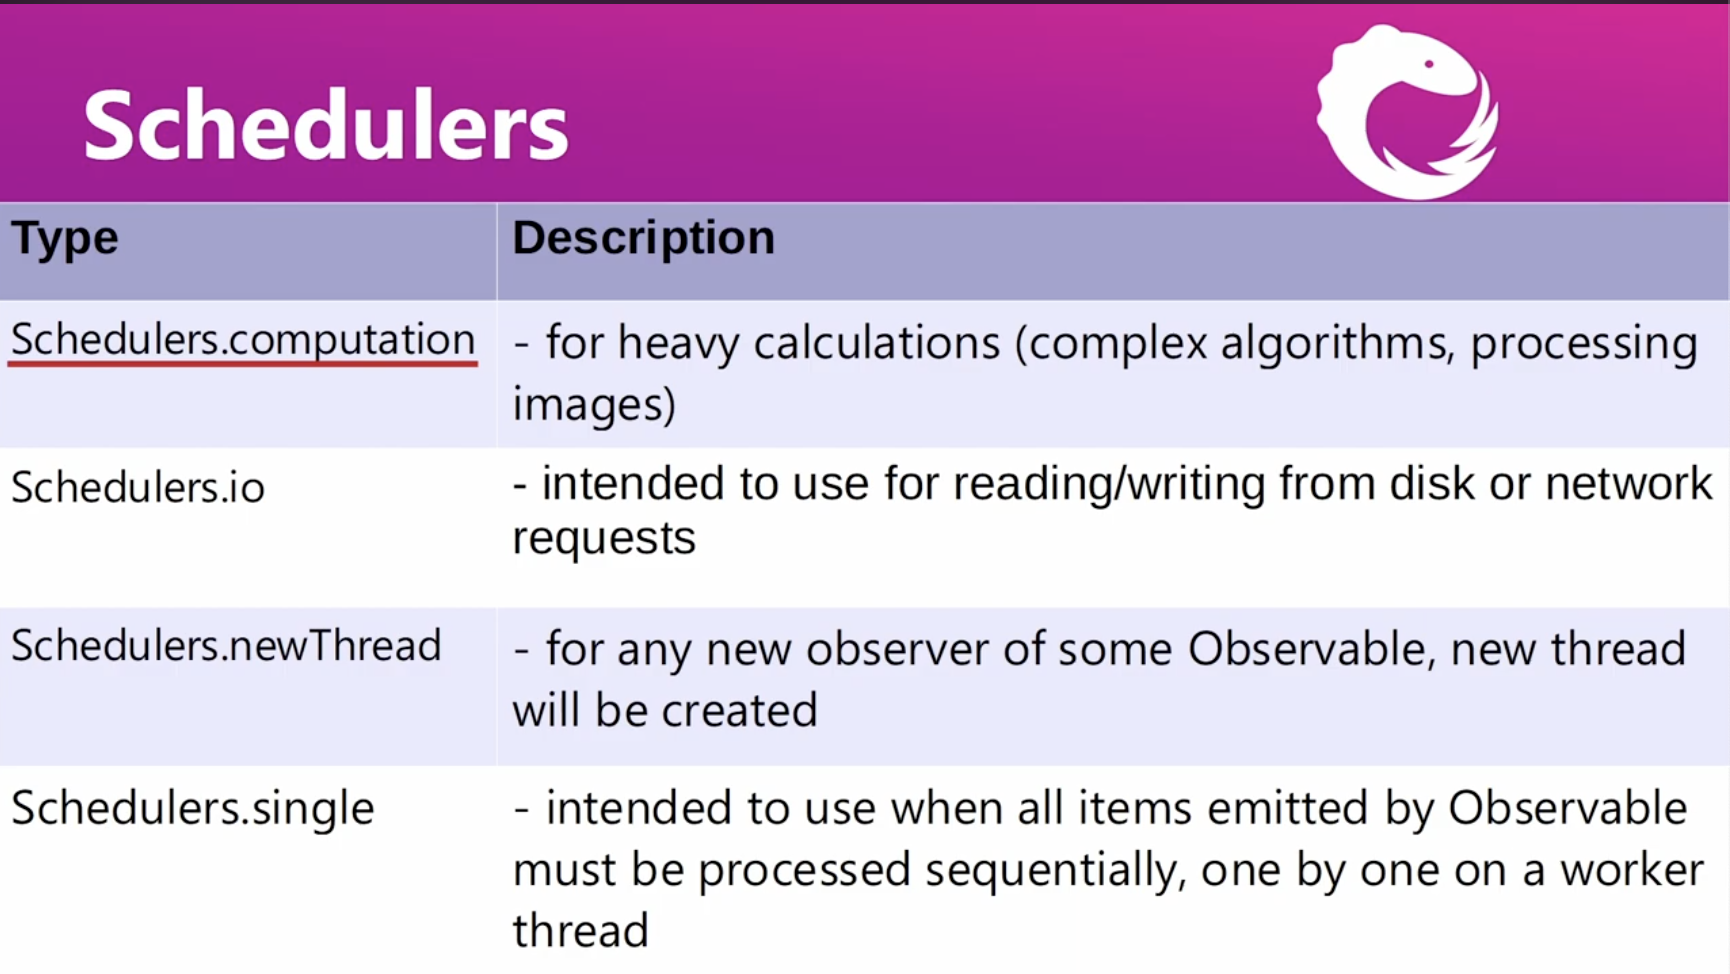 Schedulers
Type
Description
Schedulers.computation
- for heavy calculations (complex algorithms, processing
images)
Schedulers.io
- intended to use for reading/writing from disk or network
requests
Schedulers.newThread
- for any new observer of some Observable, new thread
will be created
Schedulers.single
- intended to use when all items emitted by Observable
must be processed sequentially, one by one on a worker
thread